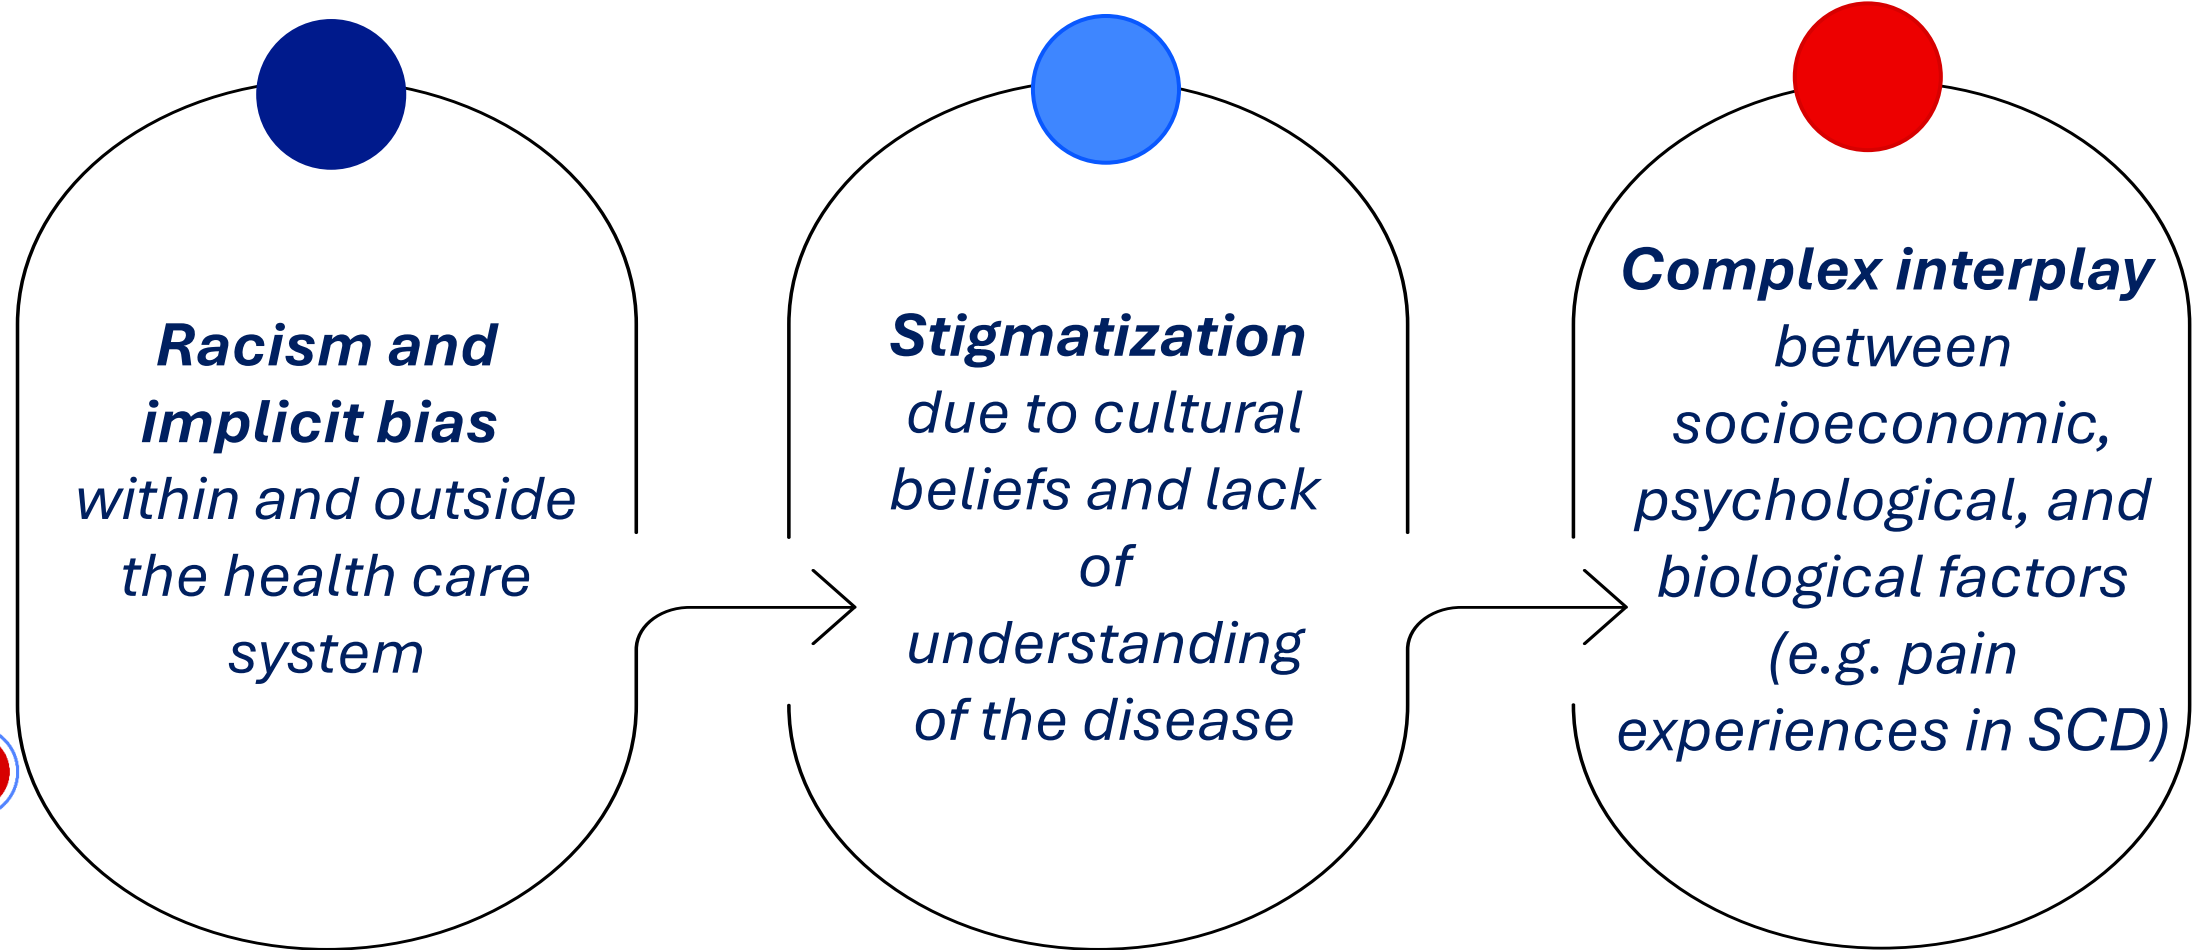 Racism and
implicit bias
within and outside
the health care
system
Stigmatization
due to cultural
beliefs and lack
of
understanding
of the disease
Complex interplay
between
socioeconomic,
psychological, and
biological factors
(e.g. pain
experiences in SCD)